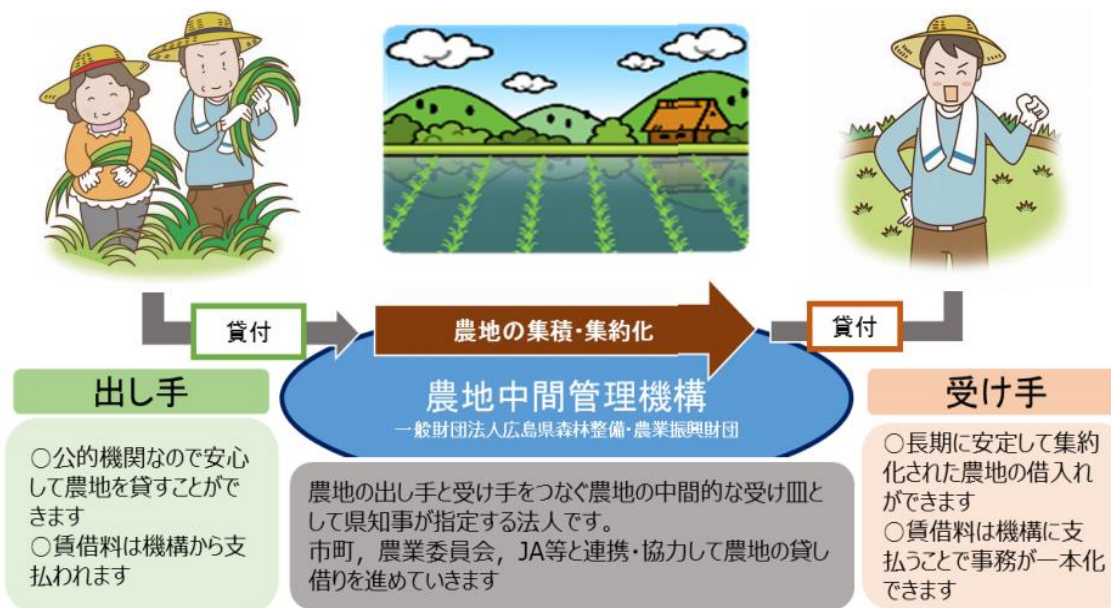 貸付
農地の集積・集約化
貸付
出し手
農地中間管理機構
一般財団法人広島県森林整備・農業振興財団
受け手
○公的機関なので安心
して農地を貸すことがで
きます
○賃借料は機構から支
払われます
農地の出し手と受け手をつなぐ農地の中間的な受け皿と
して県知事が指定する法人です。
市町，農業委員会，JA等と連携・協力して農地の貸し
借りを進めていきます
○長期に安定して集約
化された農地の借入れ
ができます
○賃借料は機構に支
払うことで事務が一本化
できます